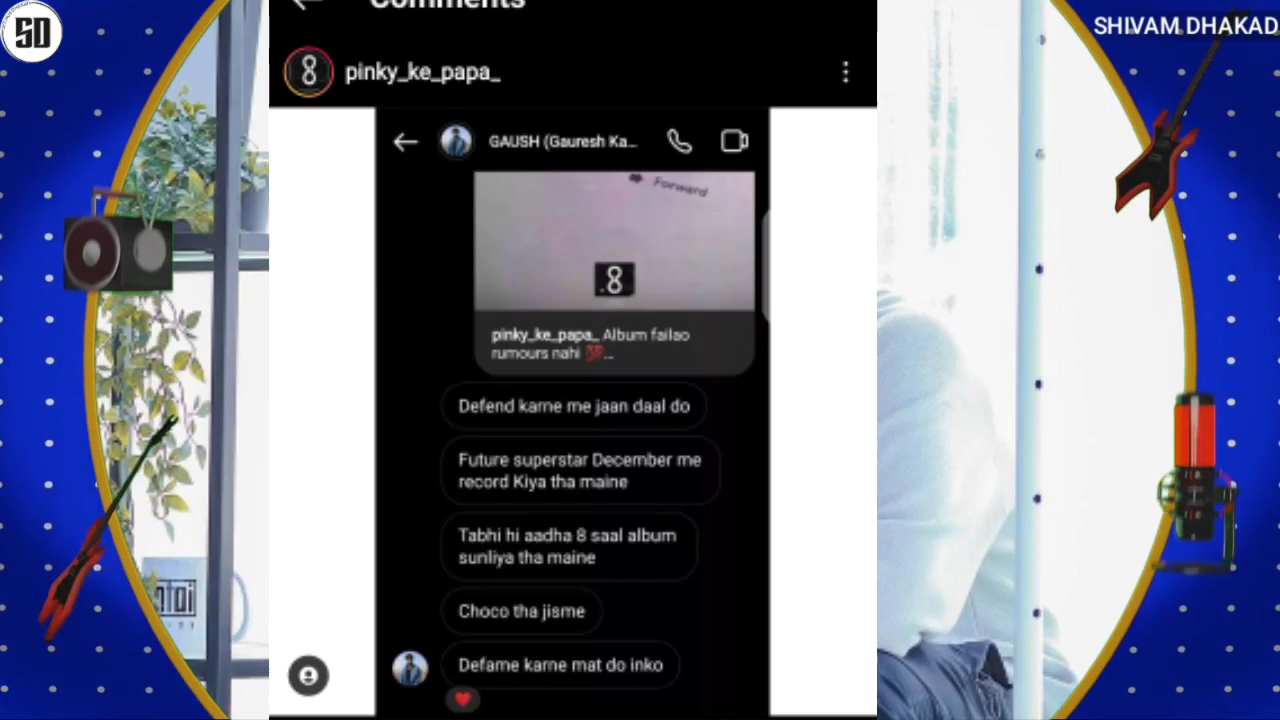 SD
SHIVAM DHAKAD
Comments
8
pinky_ke_papa_
GAUSH (Gauresh Ka...
Forward
.8
pinky_ke_papa_ Album failao
rumours nahi 💯...
Defend karne me jaan daal do
Future superstar December me
record Kiya tha maine
Tabhi hi aadha 8 saal album
sunliya tha maine
Choco tha jisme
Defame karne mat do inko